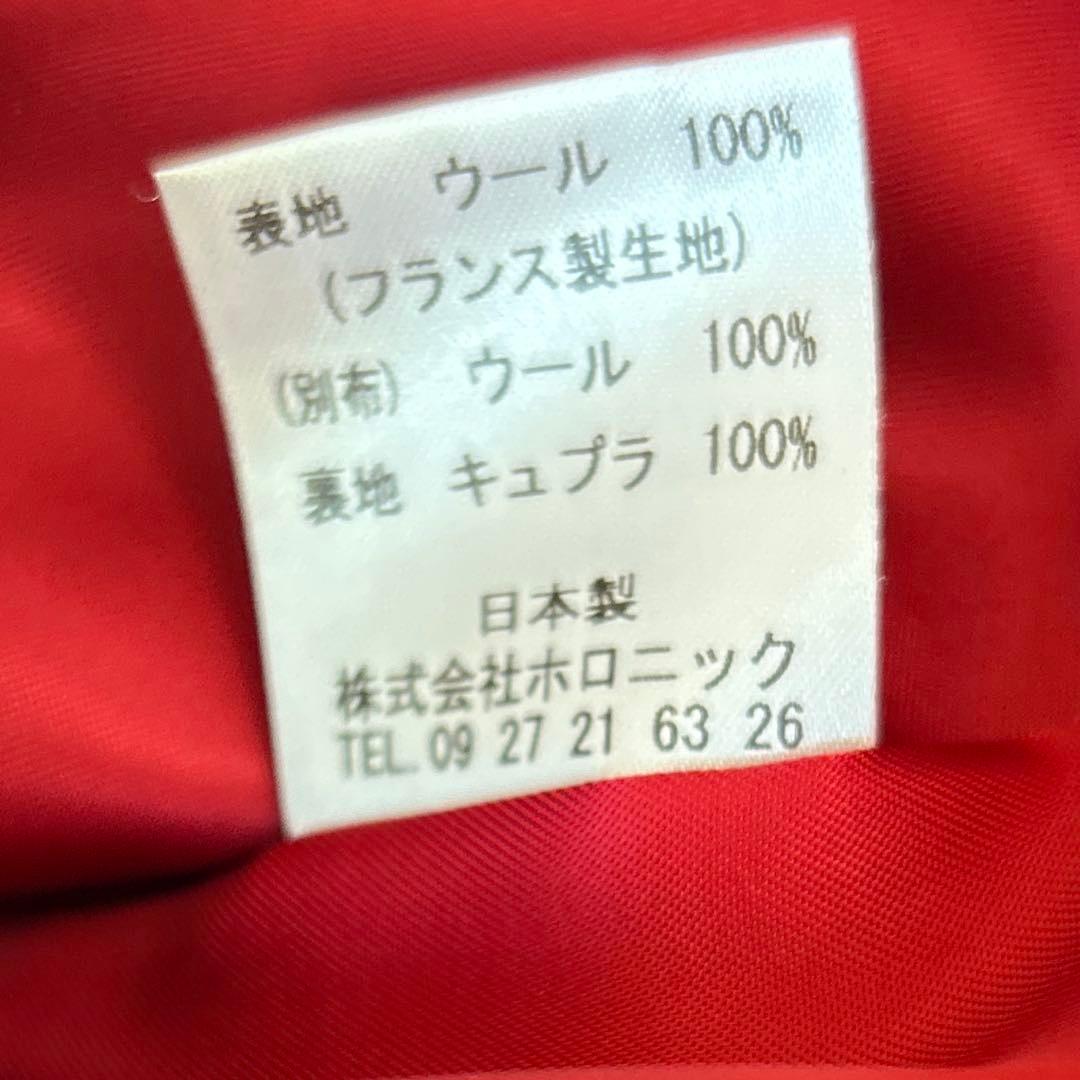 表地 ウール 100%
(フランス製生地)
(別布) ウール 100%
裏地 キュプラ 100%
日本製
株式会社ホロニック
TEL. 09 27 21 63 26